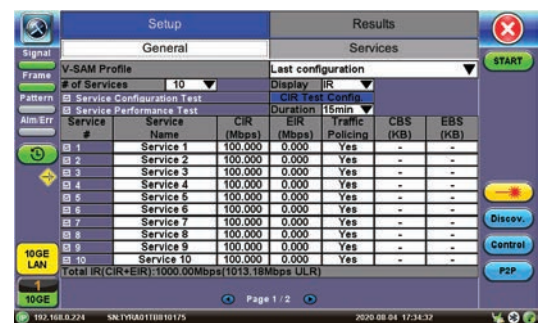 Setup Results
Signal General Services START
V-SAM Profile Last configuration
Frame # of Services 10 Display IR
Pattern Service Configuration Test CIR Test Config.
Service Performance Test Duration 15min
Alm/Err Service # Service Name CIR (Mbps) EIR (Mbps) Traffic Policing CBS (KB) EBS (KB)
1 Service 1 100.000 0.000 Yes - -
2 Service 2 100.000 0.000 Yes - -
3 Service 3 100.000 0.000 Yes - -
4 Service 4 100.000 0.000 Yes - -
5 Service 5 100.000 0.000 Yes - -
6 Service 6 100.000 0.000 Yes - -
7 Service 7 100.000 0.000 Yes - - Discov.
8 Service 8 100.000 0.000 Yes - -
9 Service 9 100.000 0.000 Yes - - Control
10GE LAN 10 Service 10 100.000 0.000 Yes - -
Total IR(CIR+EIR):1000.00Mbps(1013.18Mbps ULR) P2P
1
10GE Page 1 / 2
192.168.0.224 SN:TYRA01T0810175 2020-08-04 17:34:32